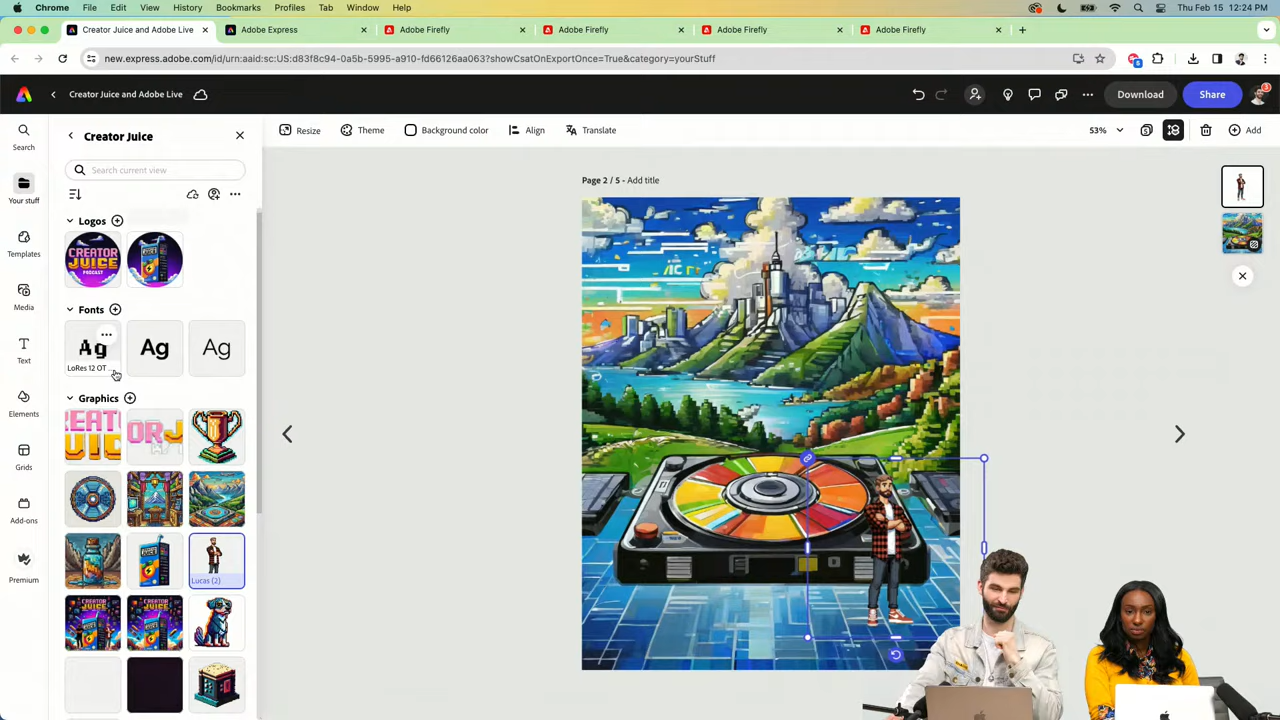 Chrome File Edit View History Bookmarks Profiles Tab Window Help Thu Feb 15 12:24 PM
Creator Juice and Adobe Live Adobe Express Adobe Firefly Adobe Firefly Adobe Firefly Adobe Firefly
new.express.adobe.com/id/urn:aaid:sc:US:d83f8c94-0a5b-5995-a910-fd66126aa063?showCsatOnExportOnce=True&category=yourStuff
Creator Juice and Adobe Live Download Share
Search
Your stuff
Templates
Media
Text
Elements
Grids
Add-ons
Premium
Creator Juice
Search current view
Logos
CREATOR
JUICE
PODCAST
Fonts
Ag Ag Ag
LoRes 12 OT ...
Graphics
Lucas (2)
Resize Theme Background color Align Translate 53% Add
Page 2 / 5 - Add title